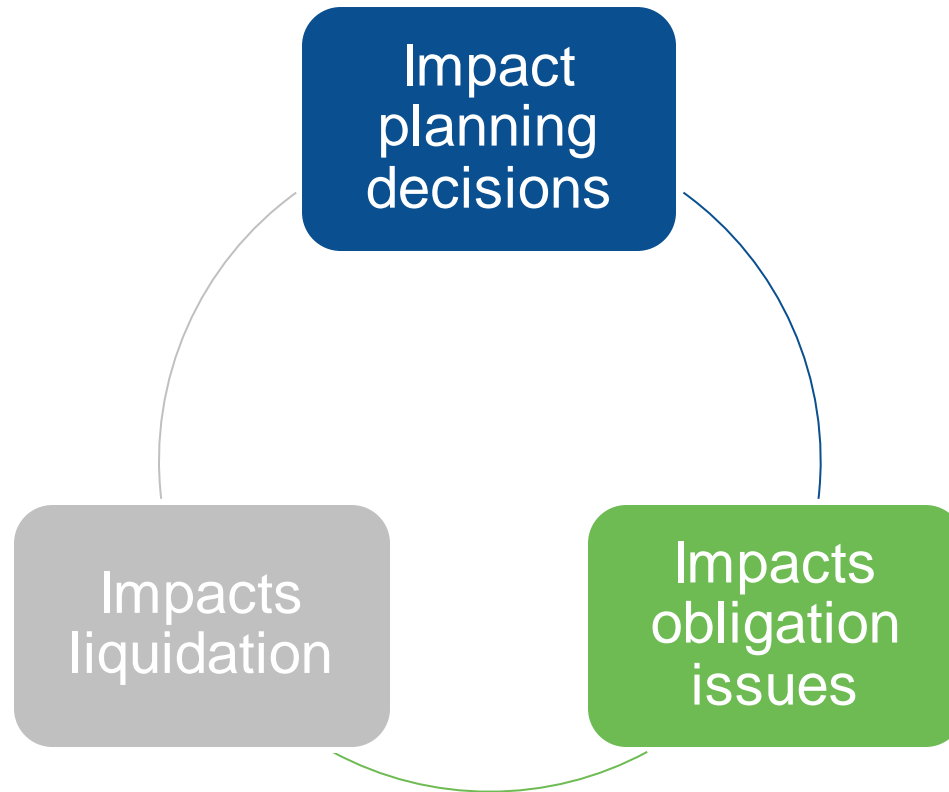 Impact
planning
decisions
Impacts
obligation
issues
Impacts
liquidation